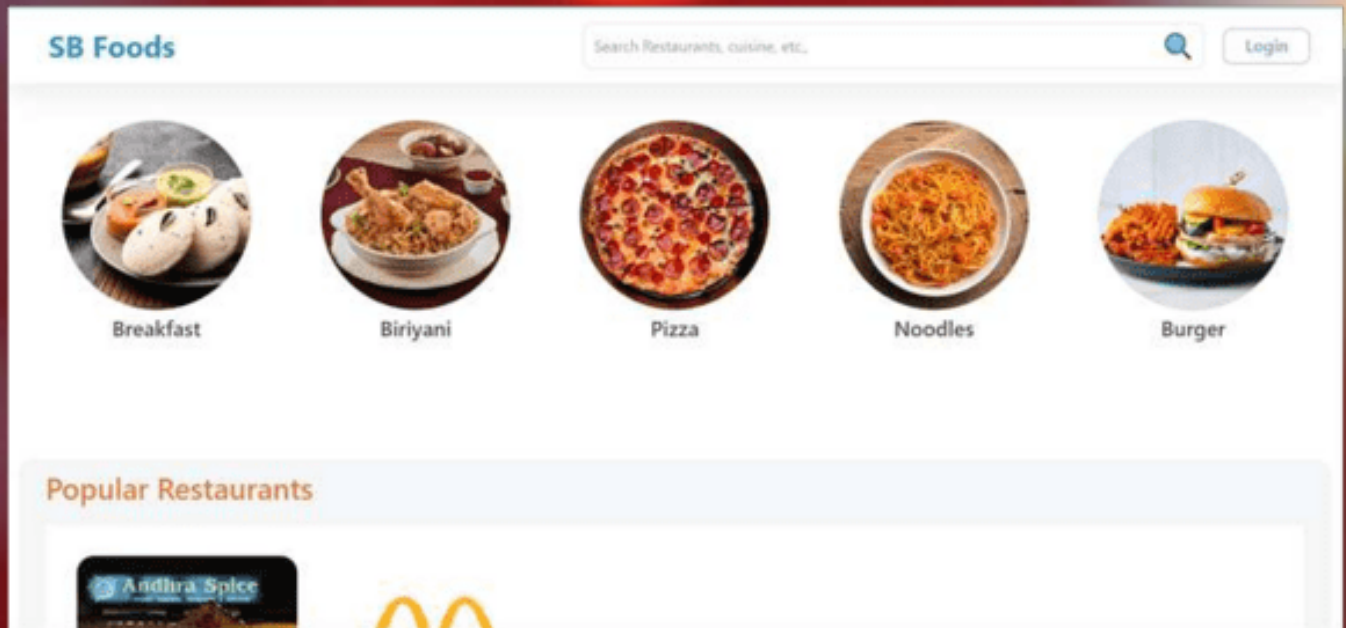 SB Foods
Search Restaurants, cuisine, etc.,
Login
Breakfast
Biriyani
Pizza
Noodles
Burger
Popular Restaurants
Andhra Spice